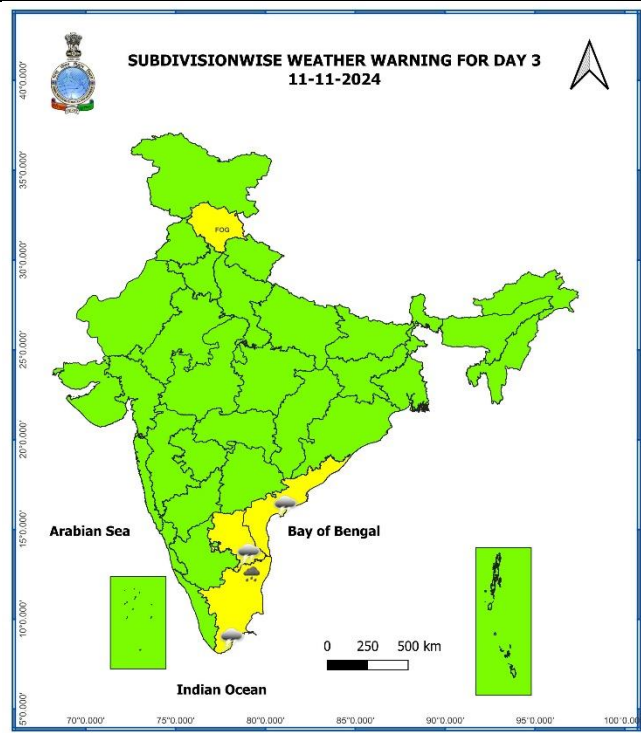 SUBDIVISIONWISE WEATHER WARNING FOR DAY 3
11-11-2024
40°0.000'
35°0.000'
FOG
30°0.000'
25°0.000'
20°0.000'
Arabian Sea
Bay of Bengal
15°0.000'
10°0.000'
0 250 500 km
Indian Ocean
5°0.000'
70°0.000' 75°0.000' 80°0.000' 85°0.000' 90°0.000' 95°0.000' 100°0.00